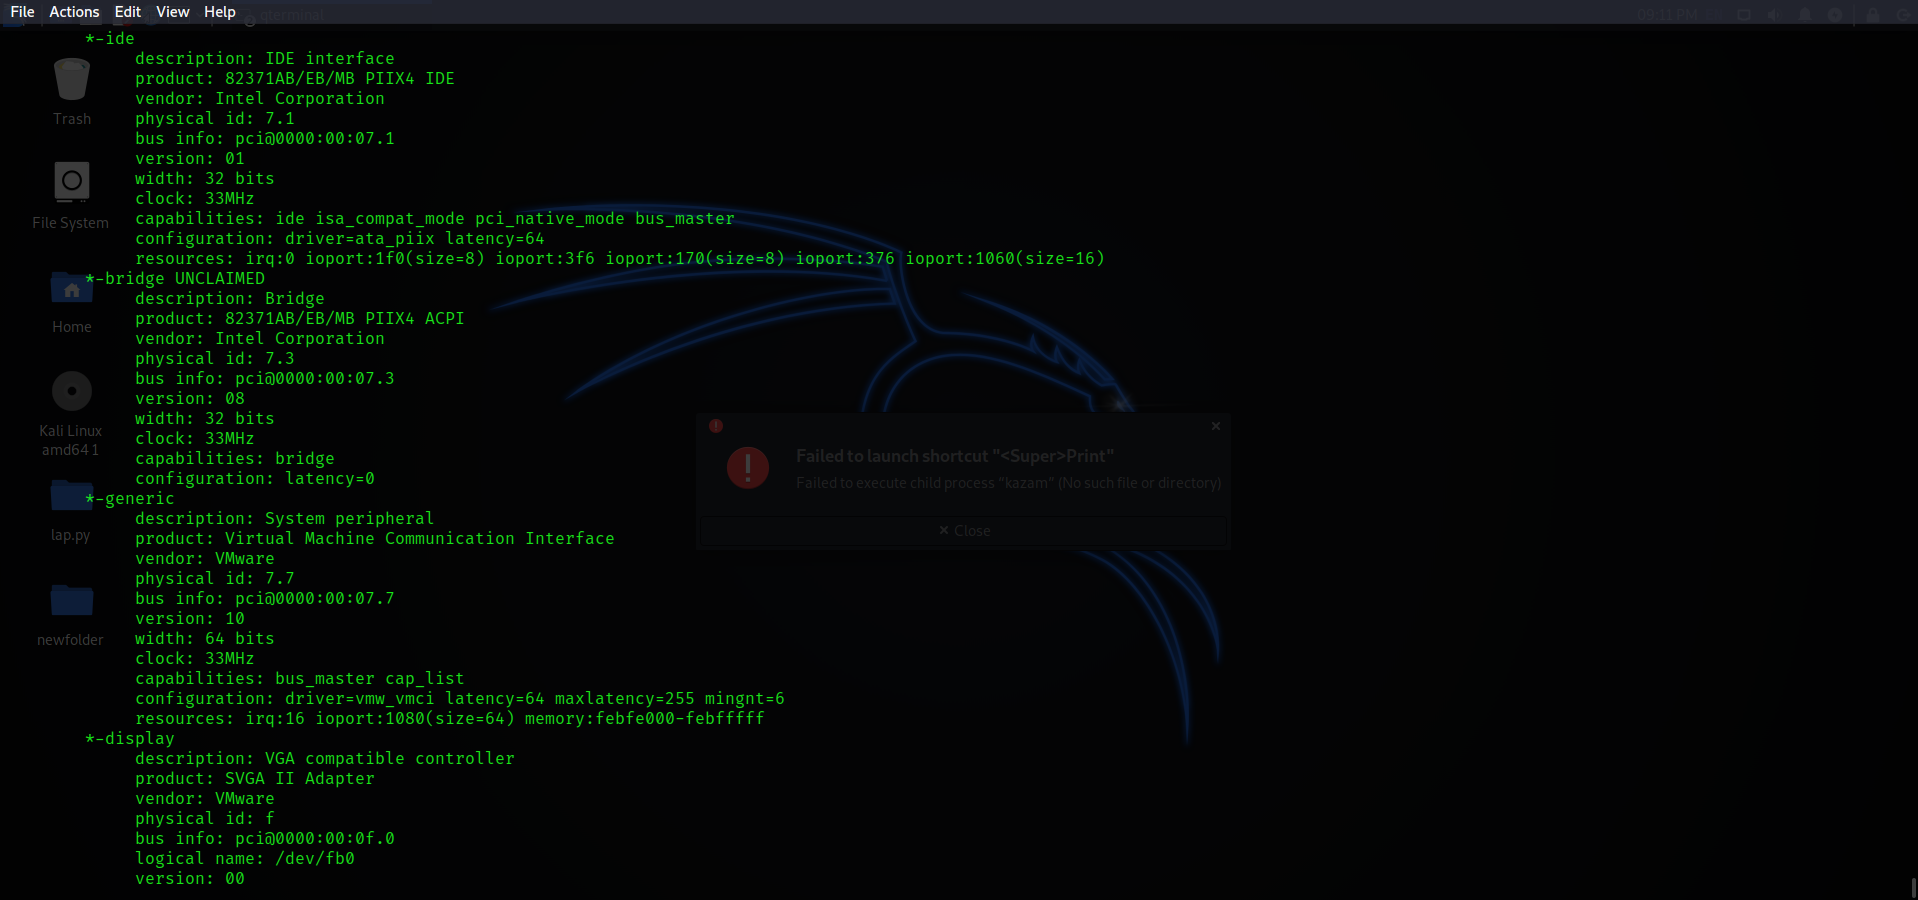 File Actions Edit View Help
qterminal
09:11 PM
*-ide
description: IDE interface
product: 82371AB/EB/MB PIIX4 IDE
vendor: Intel Corporation
physical id: 7.1
bus info: pci@0000:00:07.1
version: 01
width: 32 bits
clock: 33MHz
capabilities: ide isa_compat_mode pci_native_mode bus_master
configuration: driver=ata_piix latency=64
resources: irq:0 ioport:1f0(size=8) ioport:3f6 ioport:170(size=8) ioport:376 ioport:1060(size=16)
*-bridge UNCLAIMED
description: Bridge
product: 82371AB/EB/MB PIIX4 ACPI
vendor: Intel Corporation
physical id: 7.3
bus info: pci@0000:00:07.3
version: 08
width: 32 bits
clock: 33MHz
capabilities: bridge
configuration: latency=0
*-generic
description: System peripheral
product: Virtual Machine Communication Interface
vendor: VMware
physical id: 7.7
bus info: pci@0000:00:07.7
version: 10
width: 64 bits
clock: 33MHz
capabilities: bus_master cap_list
configuration: driver=vmw_vmci latency=64 maxlatency=255 mingnt=6
resources: irq:16 ioport:1080(size=64) memory:febfe000-febfffff
*-display
description: VGA compatible controller
product: SVGA II Adapter
vendor: VMware
physical id: f
bus info: pci@0000:00:0f.0
logical name: /dev/fb0
version: 00
Trash
File System
Home
Kali Linux
amd64 1
lap.py
newfolder
Failed to launch shortcut "<Super>Print"
Failed to execute child process "kazam" (No such file or directory)
Close